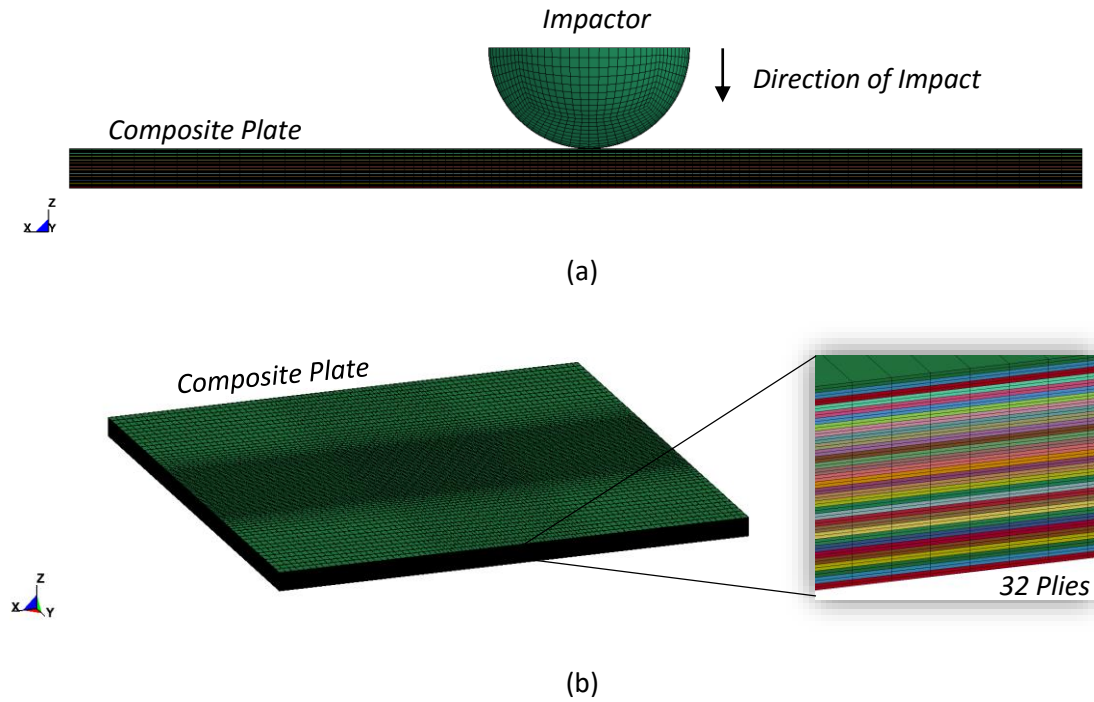 Impactor
Direction of Impact
Composite Plate
Z
X Y
(a)
Composite Plate
32 Plies
Z
X Y
(b)